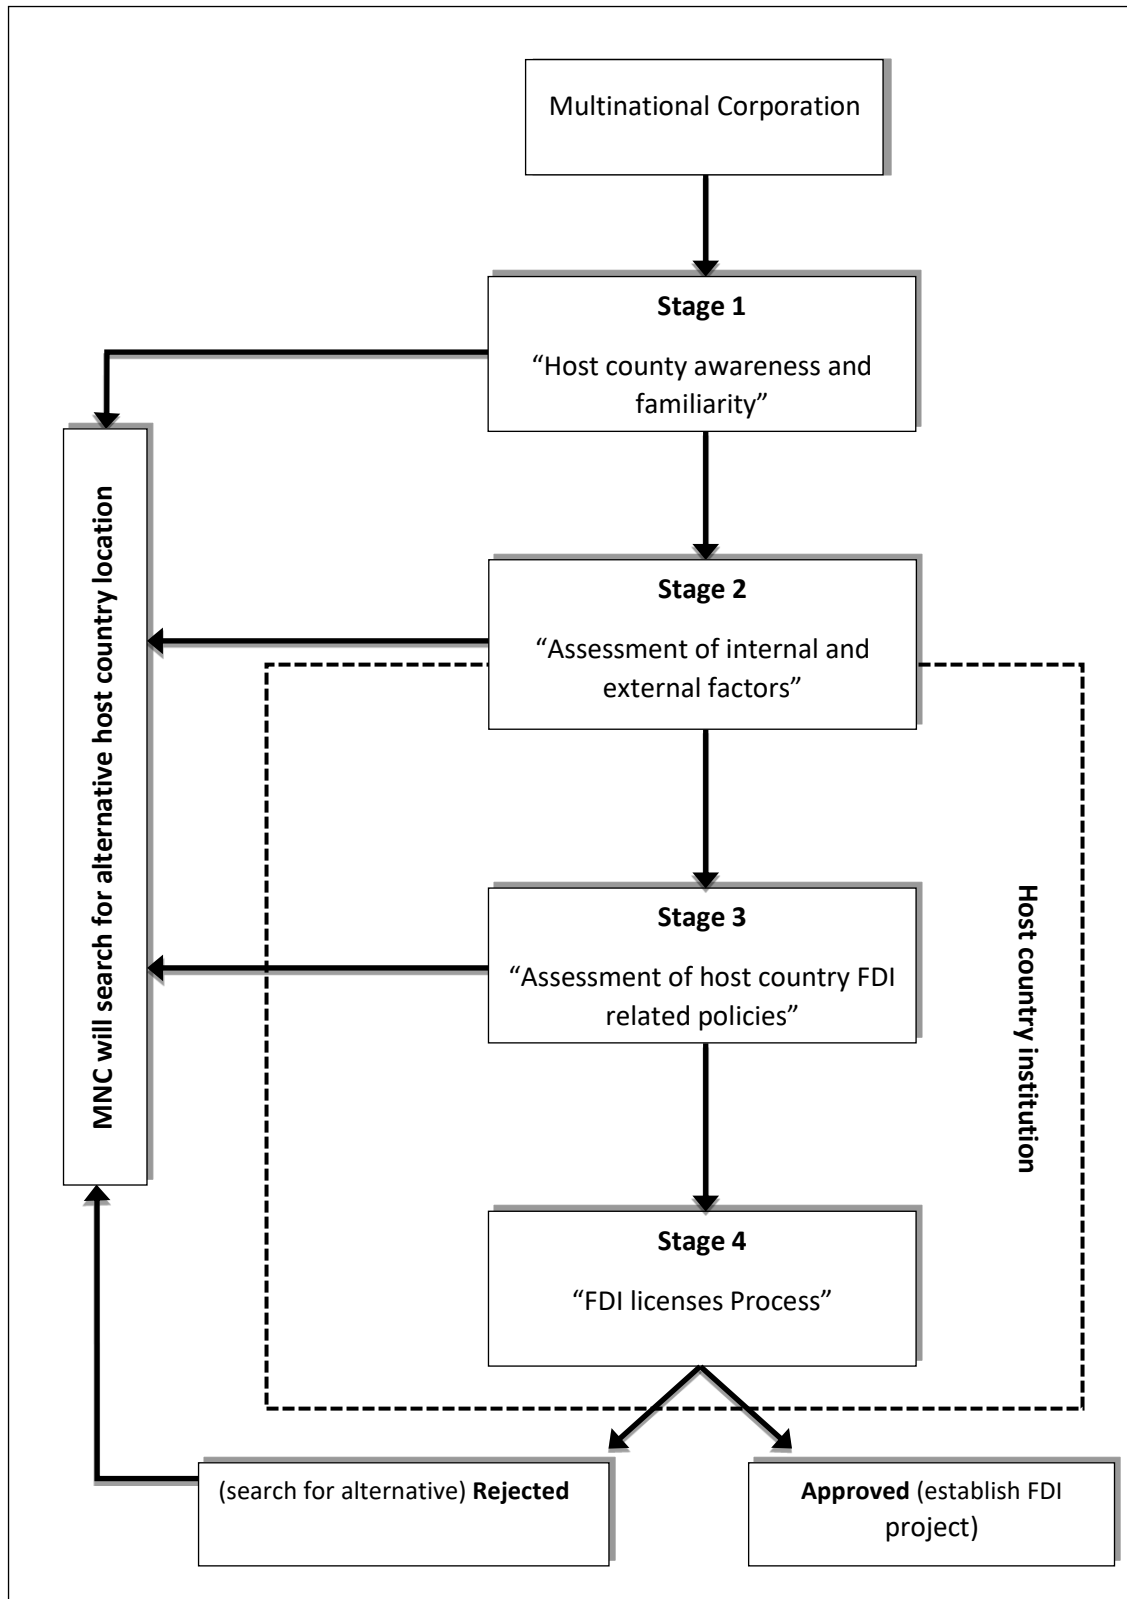 Multinational Corporation
Stage 1
“Host county awareness and
familiarity”
Stage 2
“Assessment of internal and
external factors”
MNC will search for alternative host country location
Stage 3
“Assessment of host country FDI
related policies”
Host country institution
Stage 4
“FDI licenses Process”
(search for alternative) Rejected
Approved (establish FDI
project)